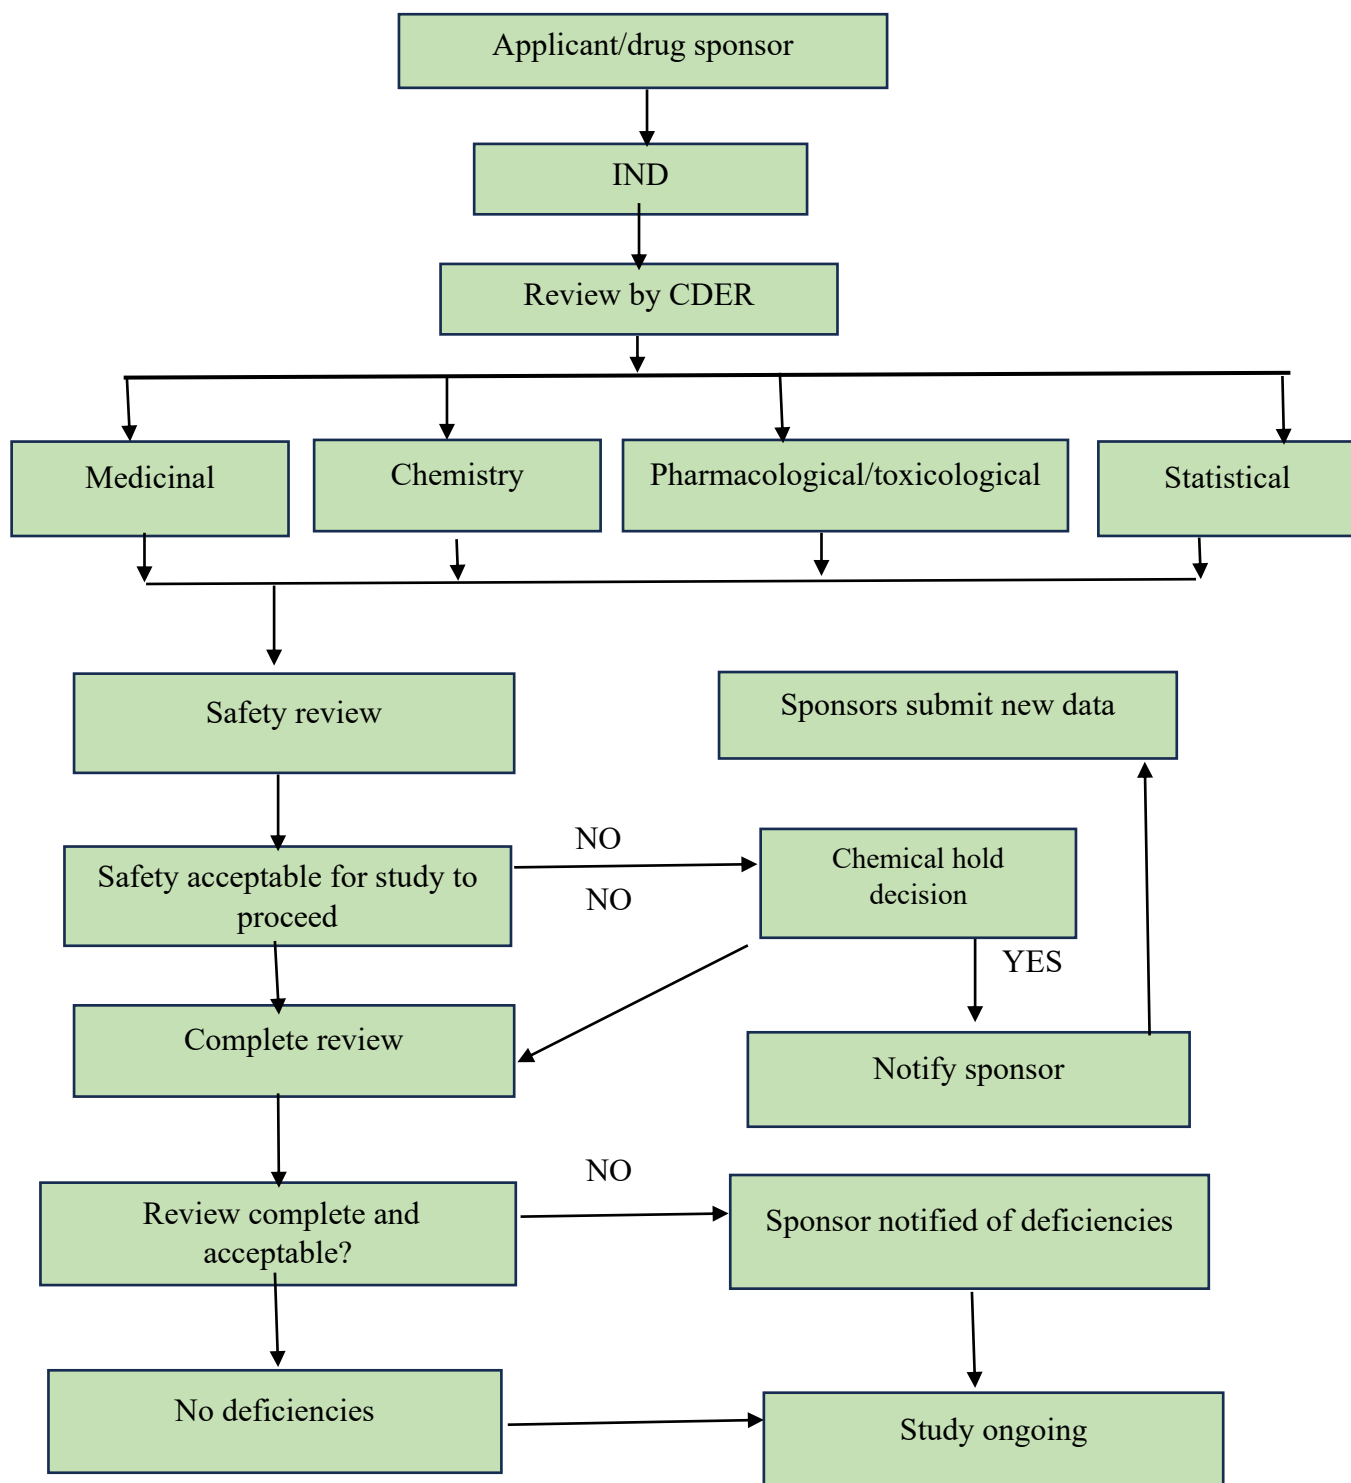 Applicant/drug sponsor
IND
Review by CDER
Medicinal
Chemistry
Pharmacological/toxicological
Statistical
Safety review
Sponsors submit new data
NO
Safety acceptable for study to
proceed
NO
Chemical hold
decision
YES
Complete review
Notify sponsor
NO
Review complete and
acceptable?
Sponsor notified of deficiencies
No deficiencies
Study ongoing